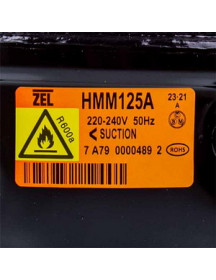 ZEL HMM125A 23·21
A
R600a
220-240V 50Hz
< SUCTION
7 A79 0000489 2 ROHS